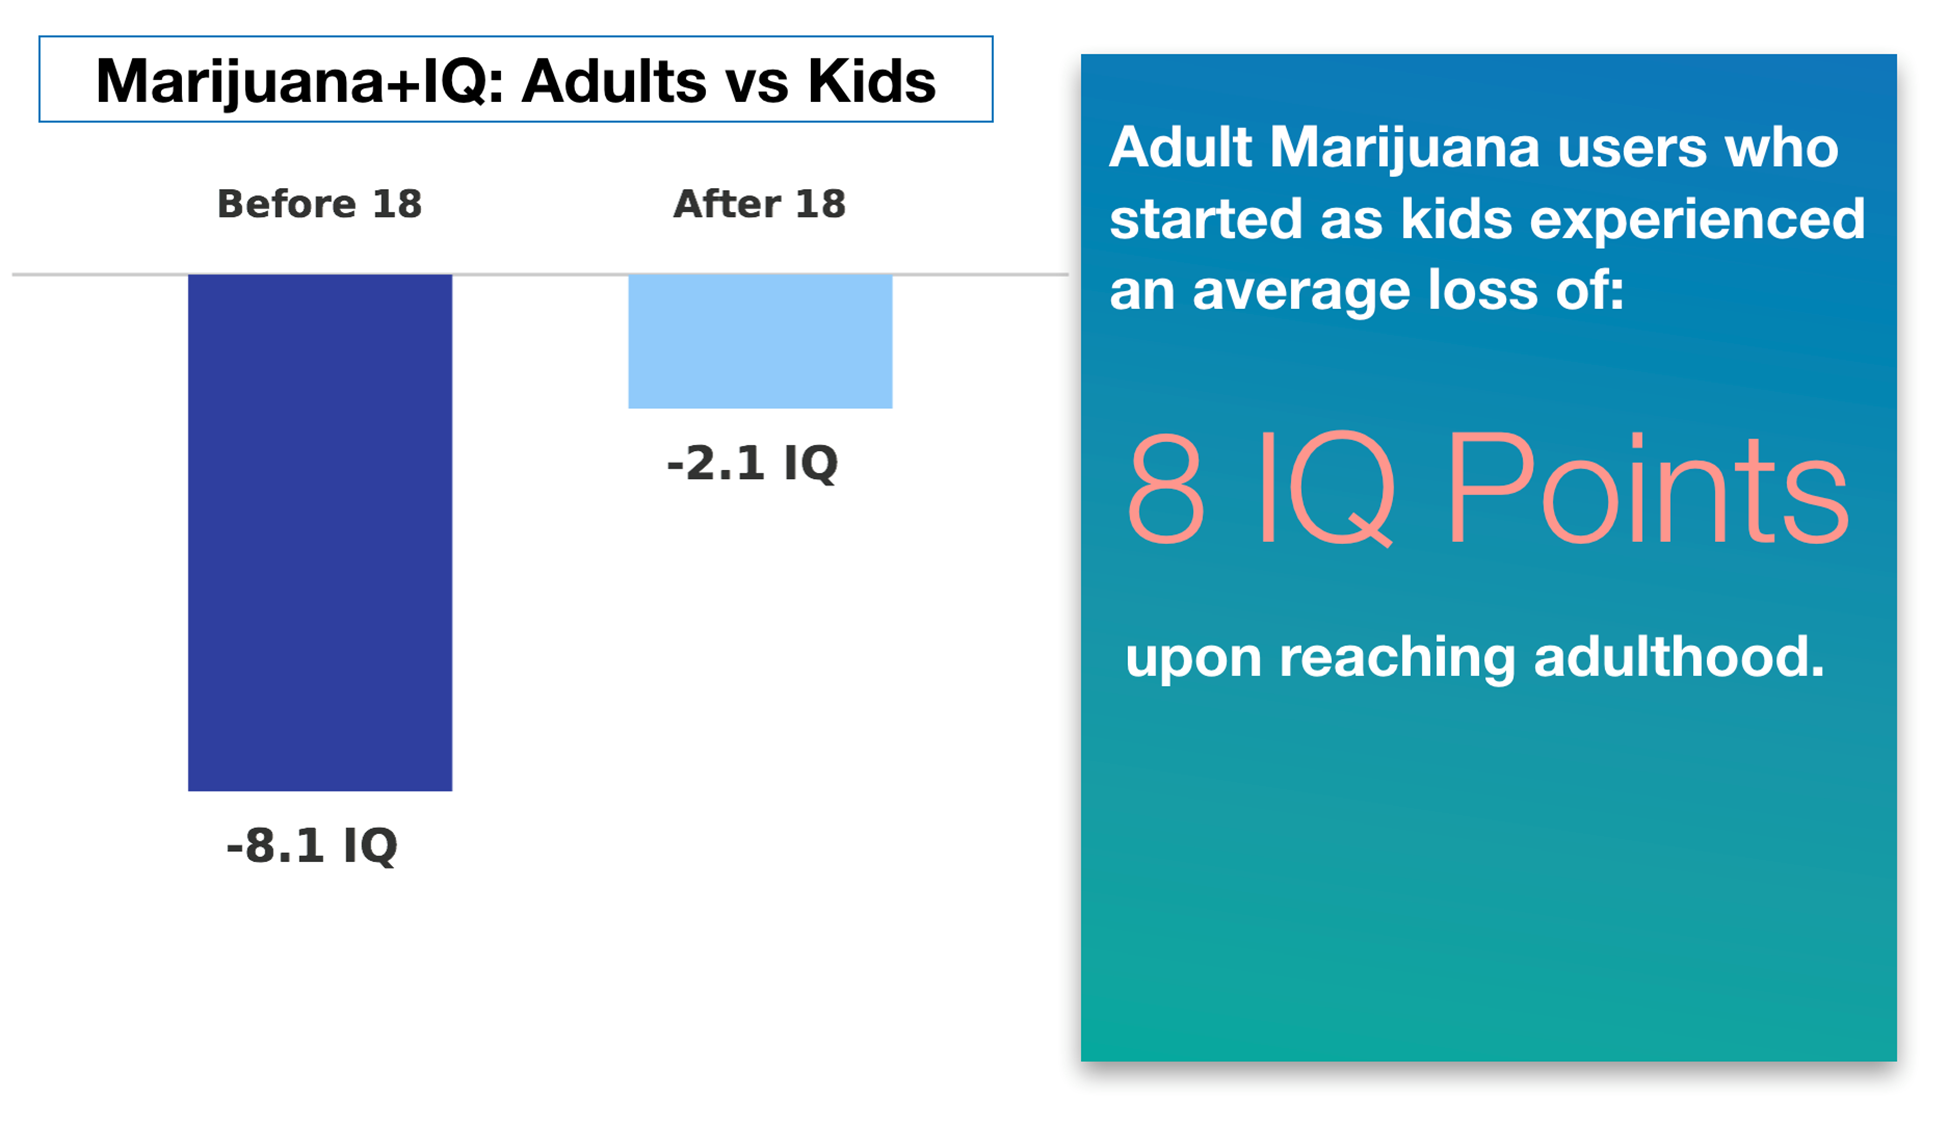 Marijuana+IQ: Adults vs Kids
Before 18
After 18
-2.1 IQ
-8.1 IQ
Adult Marijuana users who
started as kids experienced
an average loss of:
8 IQ Points
upon reaching adulthood.